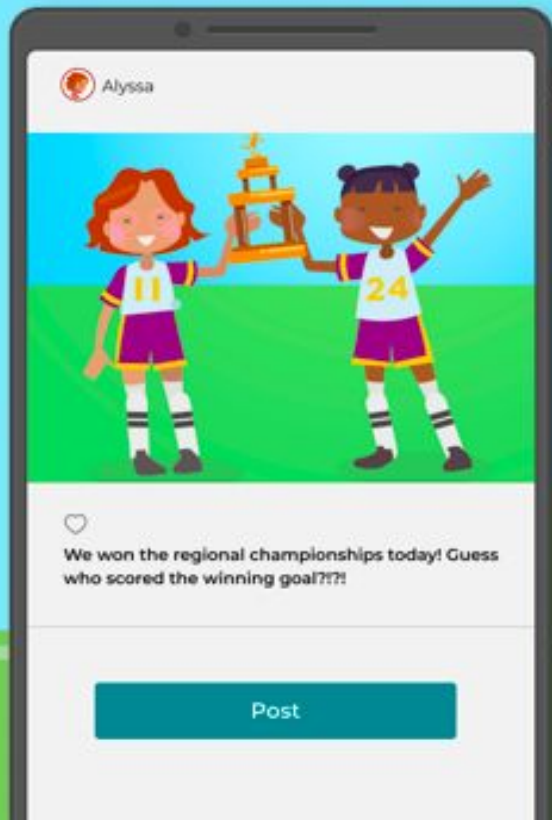 Alyssa
11
24
We won the regional championships today! Guess
who scored the winning goal?!?!
Post